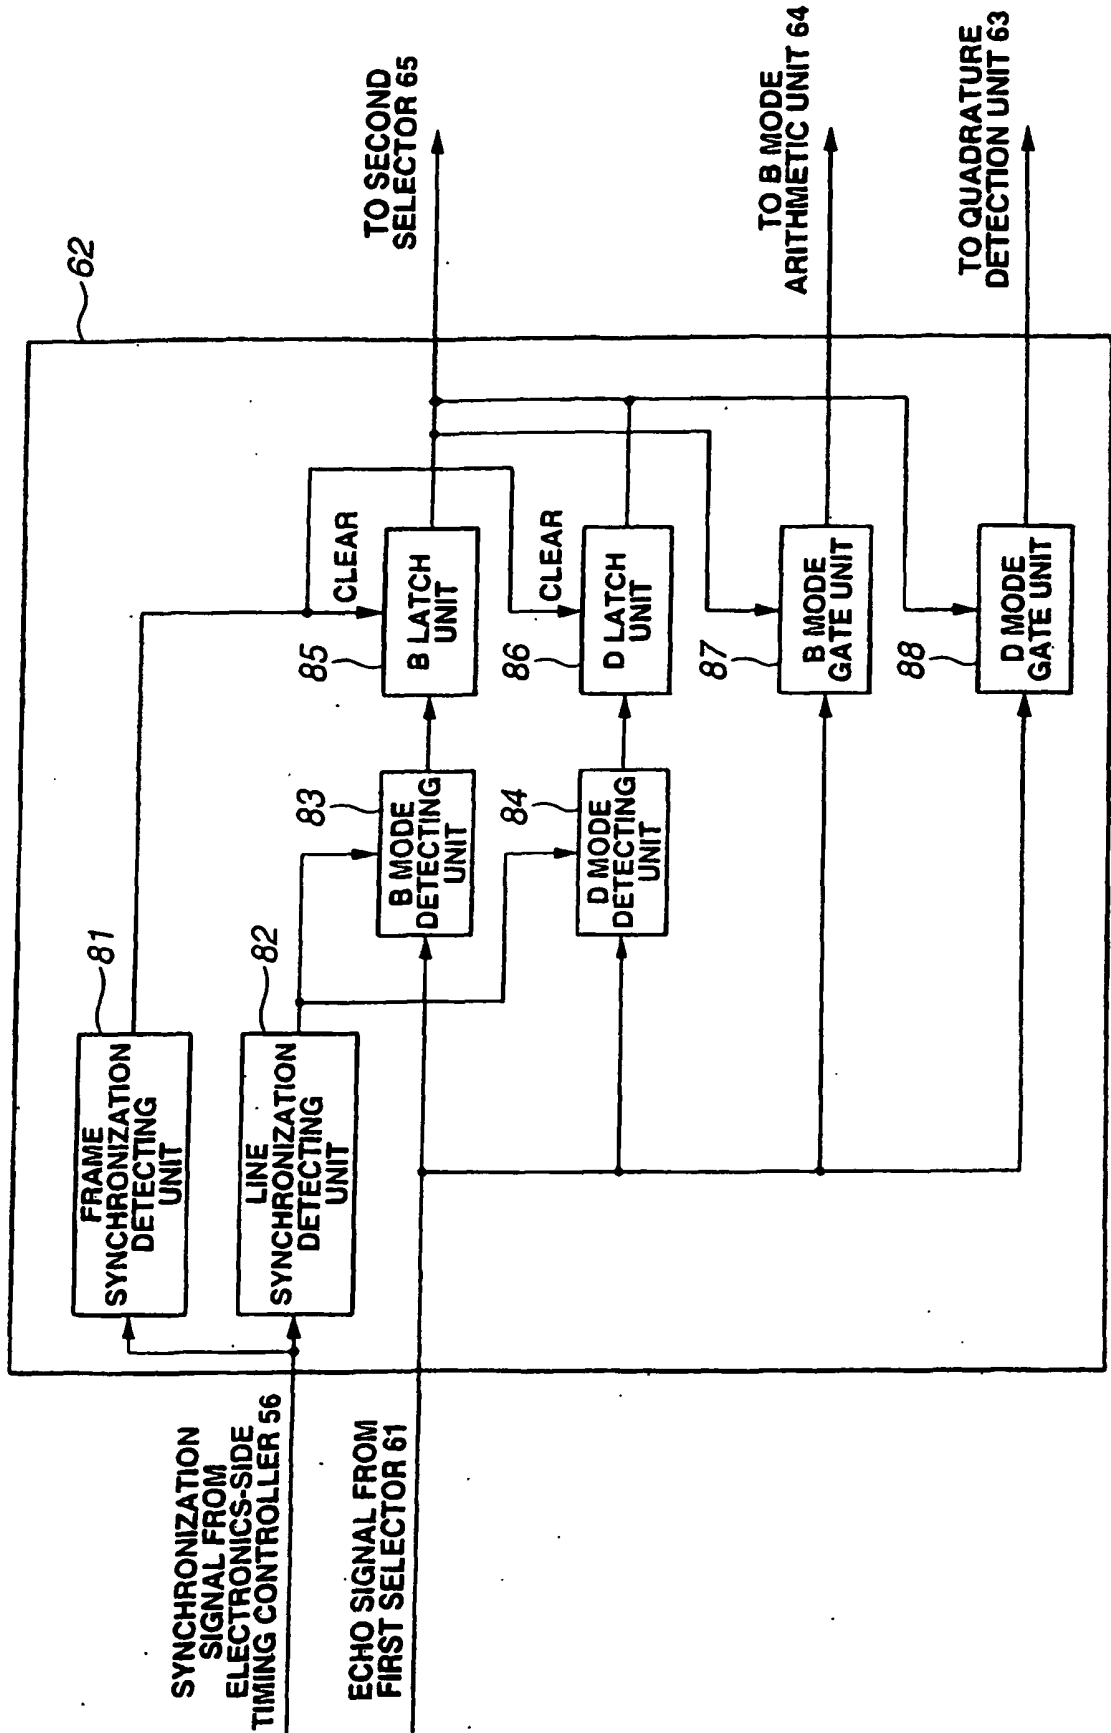 SYNCHRONIZATION
SIGNAL FROM
ELECTRONICS-SIDE
TIMING CONTROLLER 56
ECHO SIGNAL FROM
FIRST SELECTOR 61
62
FRAME
SYNCHRONIZATION
DETECTING
UNIT
81
LINE
SYNCHRONIZATION
DETECTING
UNIT
82
B MODE
DETECTING
UNIT
83
D MODE
DETECTING
UNIT
84
CLEAR
B LATCH
UNIT
85
CLEAR
D LATCH
UNIT
86
B MODE
GATE UNIT
87
D MODE
GATE UNIT
88
TO SECOND
SELECTOR 65
TO B MODE
ARITHMETIC UNIT 64
TO QUADRATURE
DETECTION UNIT 63